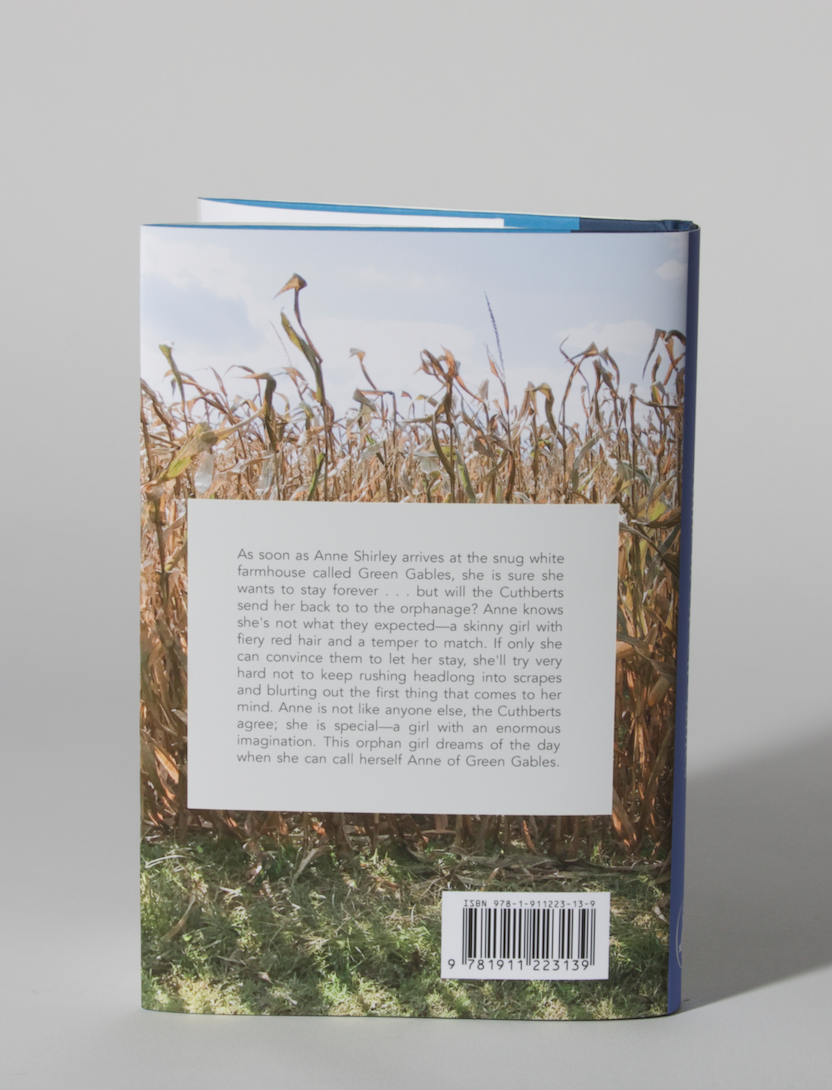 As soon as Anne Shirley arrives at the snug white
farmhouse called Green Gables, she is sure she
wants to stay forever . . . but will the Cuthberts
send her back to to the orphanage? Anne knows
she's not what they expected—a skinny girl with
fiery red hair and a temper to match. If only she
can convince them to let her stay, she'll try very
hard not to keep rushing headlong into scrapes
and blurting out the first thing that comes to her
mind. Anne is not like anyone else, the Cuthberts
agree; she is special—a girl with an enormous
imagination. This orphan girl dreams of the day
when she can call herself Anne of Green Gables.
ISBN 978-1-911223-13-9
9 781911 223139